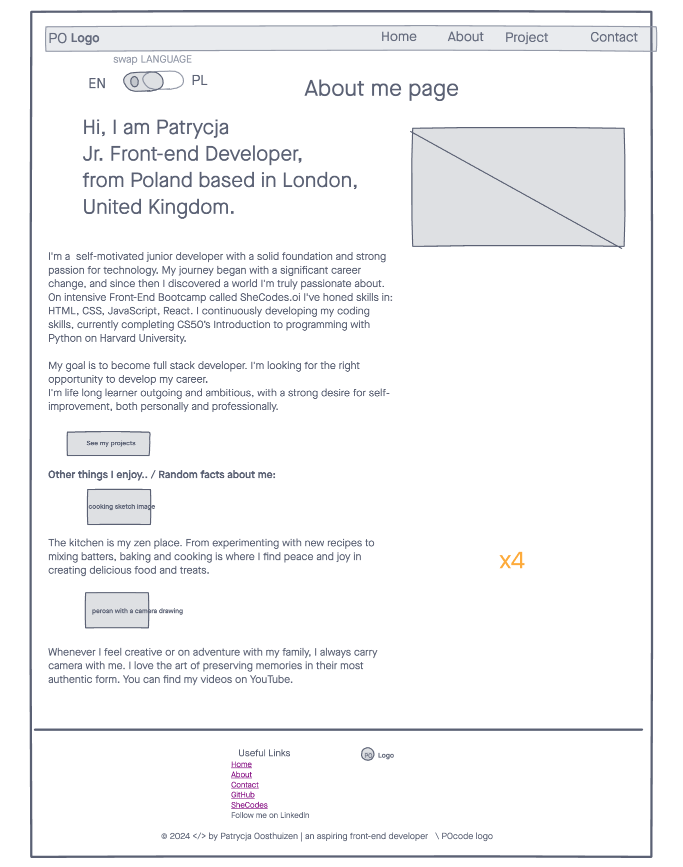 PO Logo Home About Project Contact
swap LANGUAGE
EN PL
About me page
Hi, I am Patrycja
Jr. Front-end Developer,
from Poland based in London,
United Kingdom.
I'm a self-motivated junior developer with a solid foundation and strong
passion for technology. My journey began with a significant career
change, and since then I discovered a world I'm truly passionate about.
On intensive Front-End Bootcamp called SheCodes.oi I've honed skills in:
HTML, CSS, JavaScript, React. I continuously developing my coding
skills, currently completing CS50's Introduction to programming with
Python on Harvard University.
My goal is to become full stack developer. I'm looking for the right
opportunity to develop my career.
I'm life long learner outgoing and ambitious, with a strong desire for self-
improvement, both personally and professionally.
See my projects
Other things I enjoy.. / Random facts about me:
cooking sketch image
The kitchen is my zen place. From experimenting with new recipes to
mixing batters, baking and cooking is where I find peace and joy in
creating delicious food and treats.
x4
perosn with a camera drawing
Whenever I feel creative or on adventure with my family, I always carry
camera with me. I love the art of preserving memories in their most
authentic form. You can find my videos on YouTube.
Useful Links
Home
About
Contact
GitHub
SheCodes
Follow me on LinkedIn
PO Logo
© 2024 </> by Patrycja Oosthuizen | an aspiring front-end developer \ POcode logo